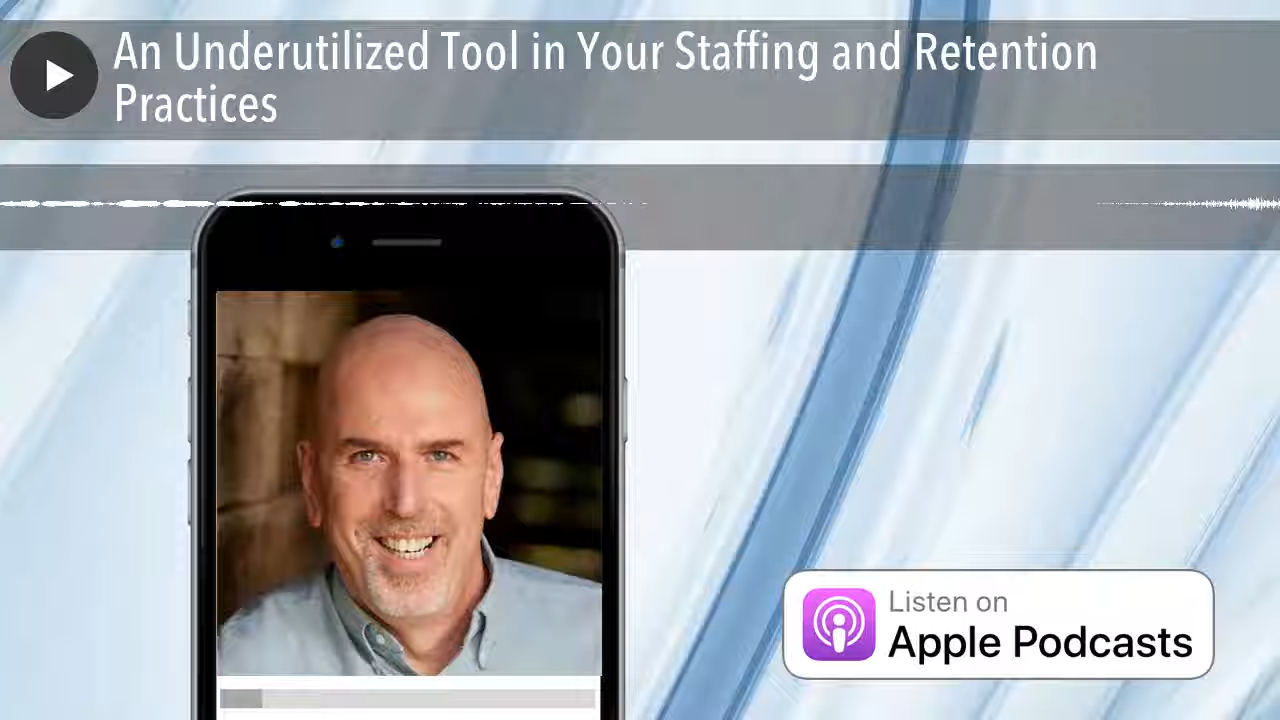 An Underutilized Tool in Your Staffing and Retention
Practices
Listen on
Apple Podcasts